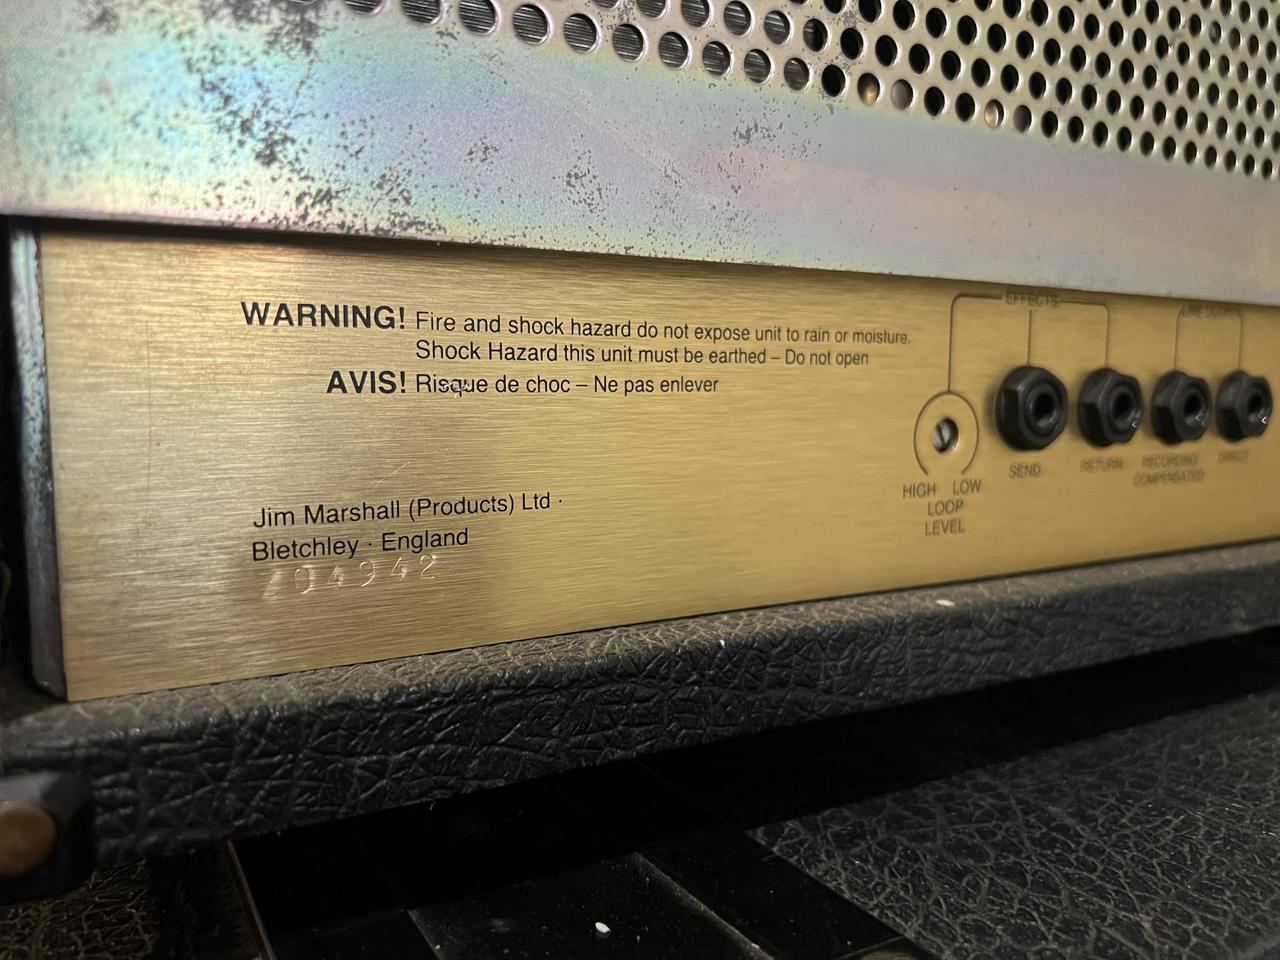 WARNING! Fire and shock hazard do not expose unit to rain or moisture.
Shock Hazard this unit must be earthed – Do not open
AVIS! Risque de choc – Ne pas enlever
Jim Marshall (Products) Ltd ·
Bletchley · England
Z04942
EFFECTS
SEND
RETURN
RECORDING
COMPENSATED
DIRECT
HIGH LOW
LOOP
LEVEL